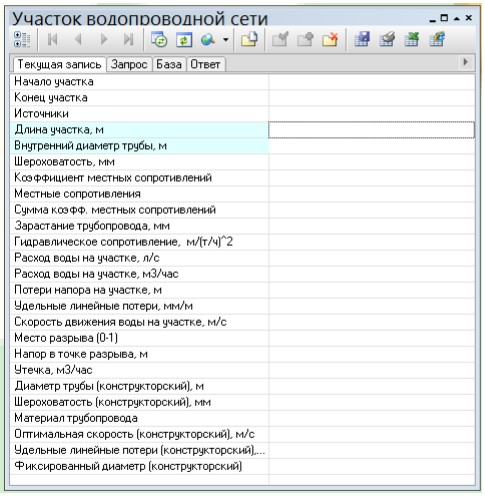 Участок водопроводной сети
Текущая запись Запрос База Ответ
Начало участка
Конец участка
Источники
Длина участка, м
Внутренний диаметр трубы, м
Шероховатость, мм
Коэффициент местных сопротивлений
Местные сопротивления
Сумма коэфф. местных сопротивлений
Зарастание трубопровода, мм
Гидравлическое сопротивление, м/(т/ч)^2
Расход воды на участке, л/с
Расход воды на участке, м3/час
Потери напора на участке, м
Удельные линейные потери, мм/м
Скорость движения воды на участке, м/с
Место разрыва (0-1)
Напор в точке разрыва, м
Утечка, м3/час
Диаметр трубы (конструкторский), м
Шероховатость (конструкторский), мм
Материал трубопровода
Оптимальная скорость (конструкторский), м/с
Удельные линейные потери (конструкторский),...
Фиксированный диаметр (конструкторский)